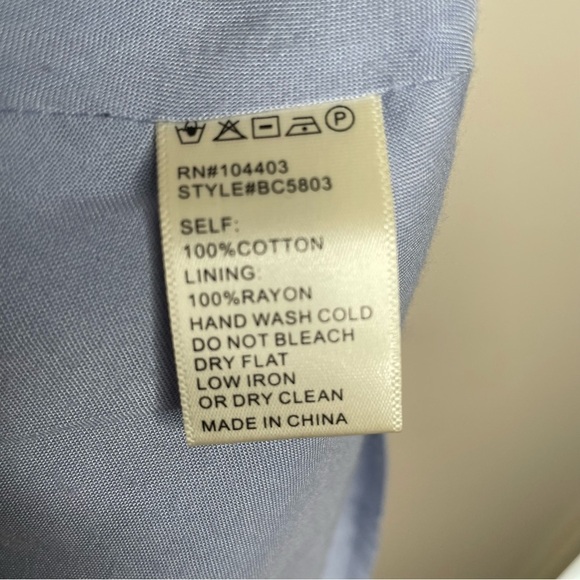 P
RN#104403
STYLE#BC5803
SELF:
100%COTTON
LINING:
100%RAYON
HAND WASH COLD
DO NOT BLEACH
DRY FLAT
LOW IRON
OR DRY CLEAN
MADE IN CHINA